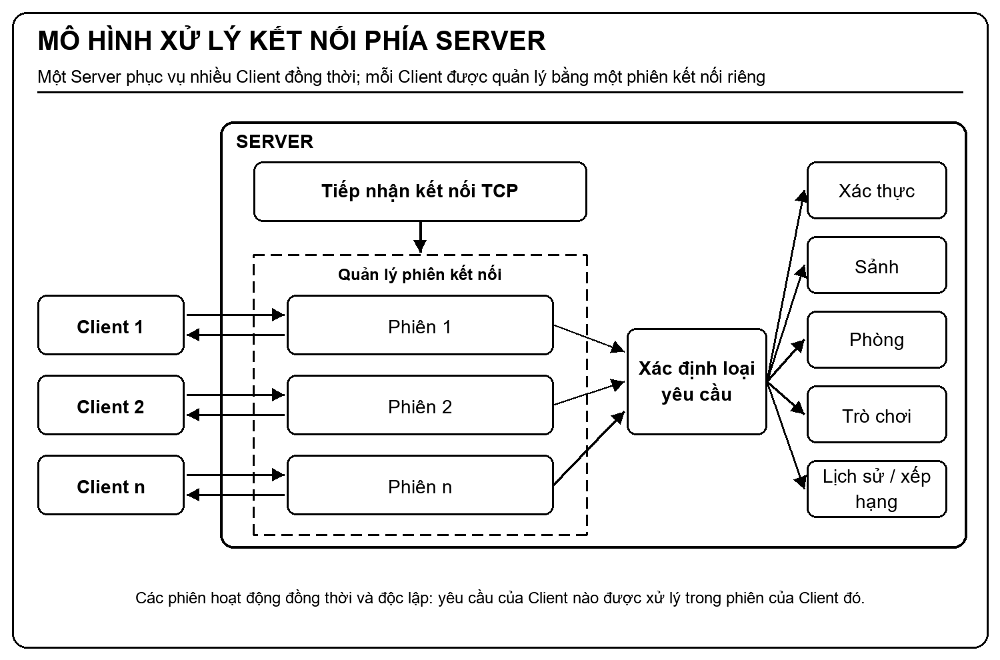 MÔ HÌNH XỬ LÝ KẾT NỐI PHÍA SERVER
Một Server phục vụ nhiều Client đồng thời; mỗi Client được quản lý bằng một phiên kết nối riêng
SERVER
Tiếp nhận kết nối TCP
Quản lý phiên kết nối
Client 1
Phiên 1
Client 2
Phiên 2
Client n
Phiên n
Xác định loại
yêu cầu
Xác thực
Sảnh
Phòng
Trò chơi
Lịch sử / xếp
hạng
Các phiên hoạt động đồng thời và độc lập: yêu cầu của Client nào được xử lý trong phiên của Client đó.